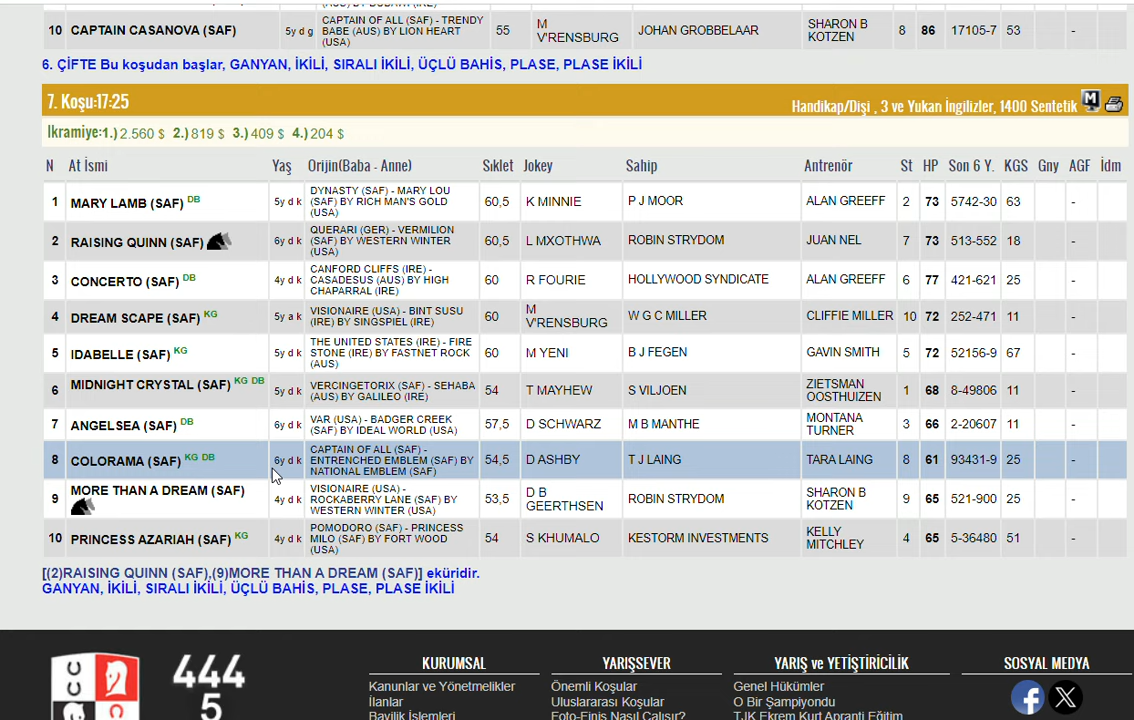 10 CAPTAIN CASANOVA (SAF) 5y d g CAPTAIN OF ALL (SAF) - TRENDY BABE (AUS) BY LION HEART (USA) 55 M V'RENSBURG JOHAN GROBBELAAR SHARON B KOTZEN 8 86 17105-7 53 -
6. ÇİFTE Bu koşudan başlar, GANYAN, İKİLİ, SIRALI İKİLİ, ÜÇLÜ BAHİS, PLASE, PLASE İKİLİ
7. Koşu:17:25 Handikap/Dişi , 3 ve Yukarı İngilizler, 1400 Sentetik
İkramiye:1.) 2.560 $ 2.) 819 $ 3.) 409 $ 4.) 204 $
N At İsmi Yaş Orijin(Baba - Anne) Sıklet Jokey Sahip Antrenör St HP Son 6 Y. KGS Gny AGF İdm
1 MARY LAMB (SAF) DB 5y d k DYNASTY (SAF) - MARY LOU (SAF) BY RICH MAN'S GOLD (USA) 60,5 K MINNIE P J MOOR ALAN GREEFF 2 73 5742-30 63 -
2 RAISING QUINN (SAF) 6y d k QUERARI (GER) - VERMILION (SAF) BY WESTERN WINTER (USA) 60,5 L MXOTHWA ROBIN STRYDOM JUAN NEL 7 73 513-552 18 -
3 CONCERTO (SAF) DB 4y d k CANFORD CLIFFS (IRE) - CASADESUS (AUS) BY HIGH CHAPARRAL (IRE) 60 R FOURIE HOLLYWOOD SYNDICATE ALAN GREEFF 6 77 421-621 25 -
4 DREAM SCAPE (SAF) KG 5y a k VISIONAIRE (USA) - BINT SUSU (IRE) BY SINGSPIEL (IRE) 60 M V'RENSBURG W G C MILLER CLIFFIE MILLER 10 72 252-471 11 -
5 IDABELLE (SAF) KG 5y d k THE UNITED STATES (IRE) - FIRE STONE (IRE) BY FASTNET ROCK (AUS) 60 M YENI B J FEGEN GAVIN SMITH 5 72 52156-9 67 -
6 MIDNIGHT CRYSTAL (SAF) KG DB 5y d k VERCINGETORIX (SAF) - SEHABA (AUS) BY GALILEO (IRE) 54 T MAYHEW S VILJOEN ZIETSMAN OOSTHUIZEN 1 68 8-49806 11 -
7 ANGELSEA (SAF) DB 6y d k VAR (USA) - BADGER CREEK (SAF) BY IDEAL WORLD (USA) 57,5 D SCHWARZ M B MANTHE MONTANA TURNER 3 66 2-20607 11 -
8 COLORAMA (SAF) KG DB 6y d k CAPTAIN OF ALL (SAF) - ENTRENCHED EMBLEM (SAF) BY NATIONAL EMBLEM (SAF) 54,5 D ASHBY T J LAING TARA LAING 8 61 93431-9 25 -
9 MORE THAN A DREAM (SAF) 4y d k VISIONAIRE (USA) - ROCKABERRY LANE (SAF) BY WESTERN WINTER (USA) 53,5 D B GEERTHSEN ROBIN STRYDOM SHARON B KOTZEN 9 65 521-900 25 -
10 PRINCESS AZARIAH (SAF) KG 4y d k POMODORO (SAF) - PRINCESS MILO (SAF) BY FORT WOOD (USA) 54 S KHUMALO KESTORM INVESTMENTS KELLY MITCHLEY 4 65 5-36480 51 -
[(2)RAISING QUINN (SAF),(9)MORE THAN A DREAM (SAF)] eküridir.
GANYAN, İKİLİ, SIRALI İKİLİ, ÜÇLÜ BAHİS, PLASE, PLASE İKİLİ
444
5
KURUMSAL YARIŞSEVER YARIŞ ve YETİŞTİRİCİLİK SOSYAL MEDYA
Kanunlar ve Yönetmelikler Önemli Koşular Genel Hükümler
İlanlar Uluslararası Koşular O Bir Şampiyondu
Bayilik İşlemleri Foto-Finiş Nasıl Çalışır? TJK Ekrem Kurt Apranti Eğitim